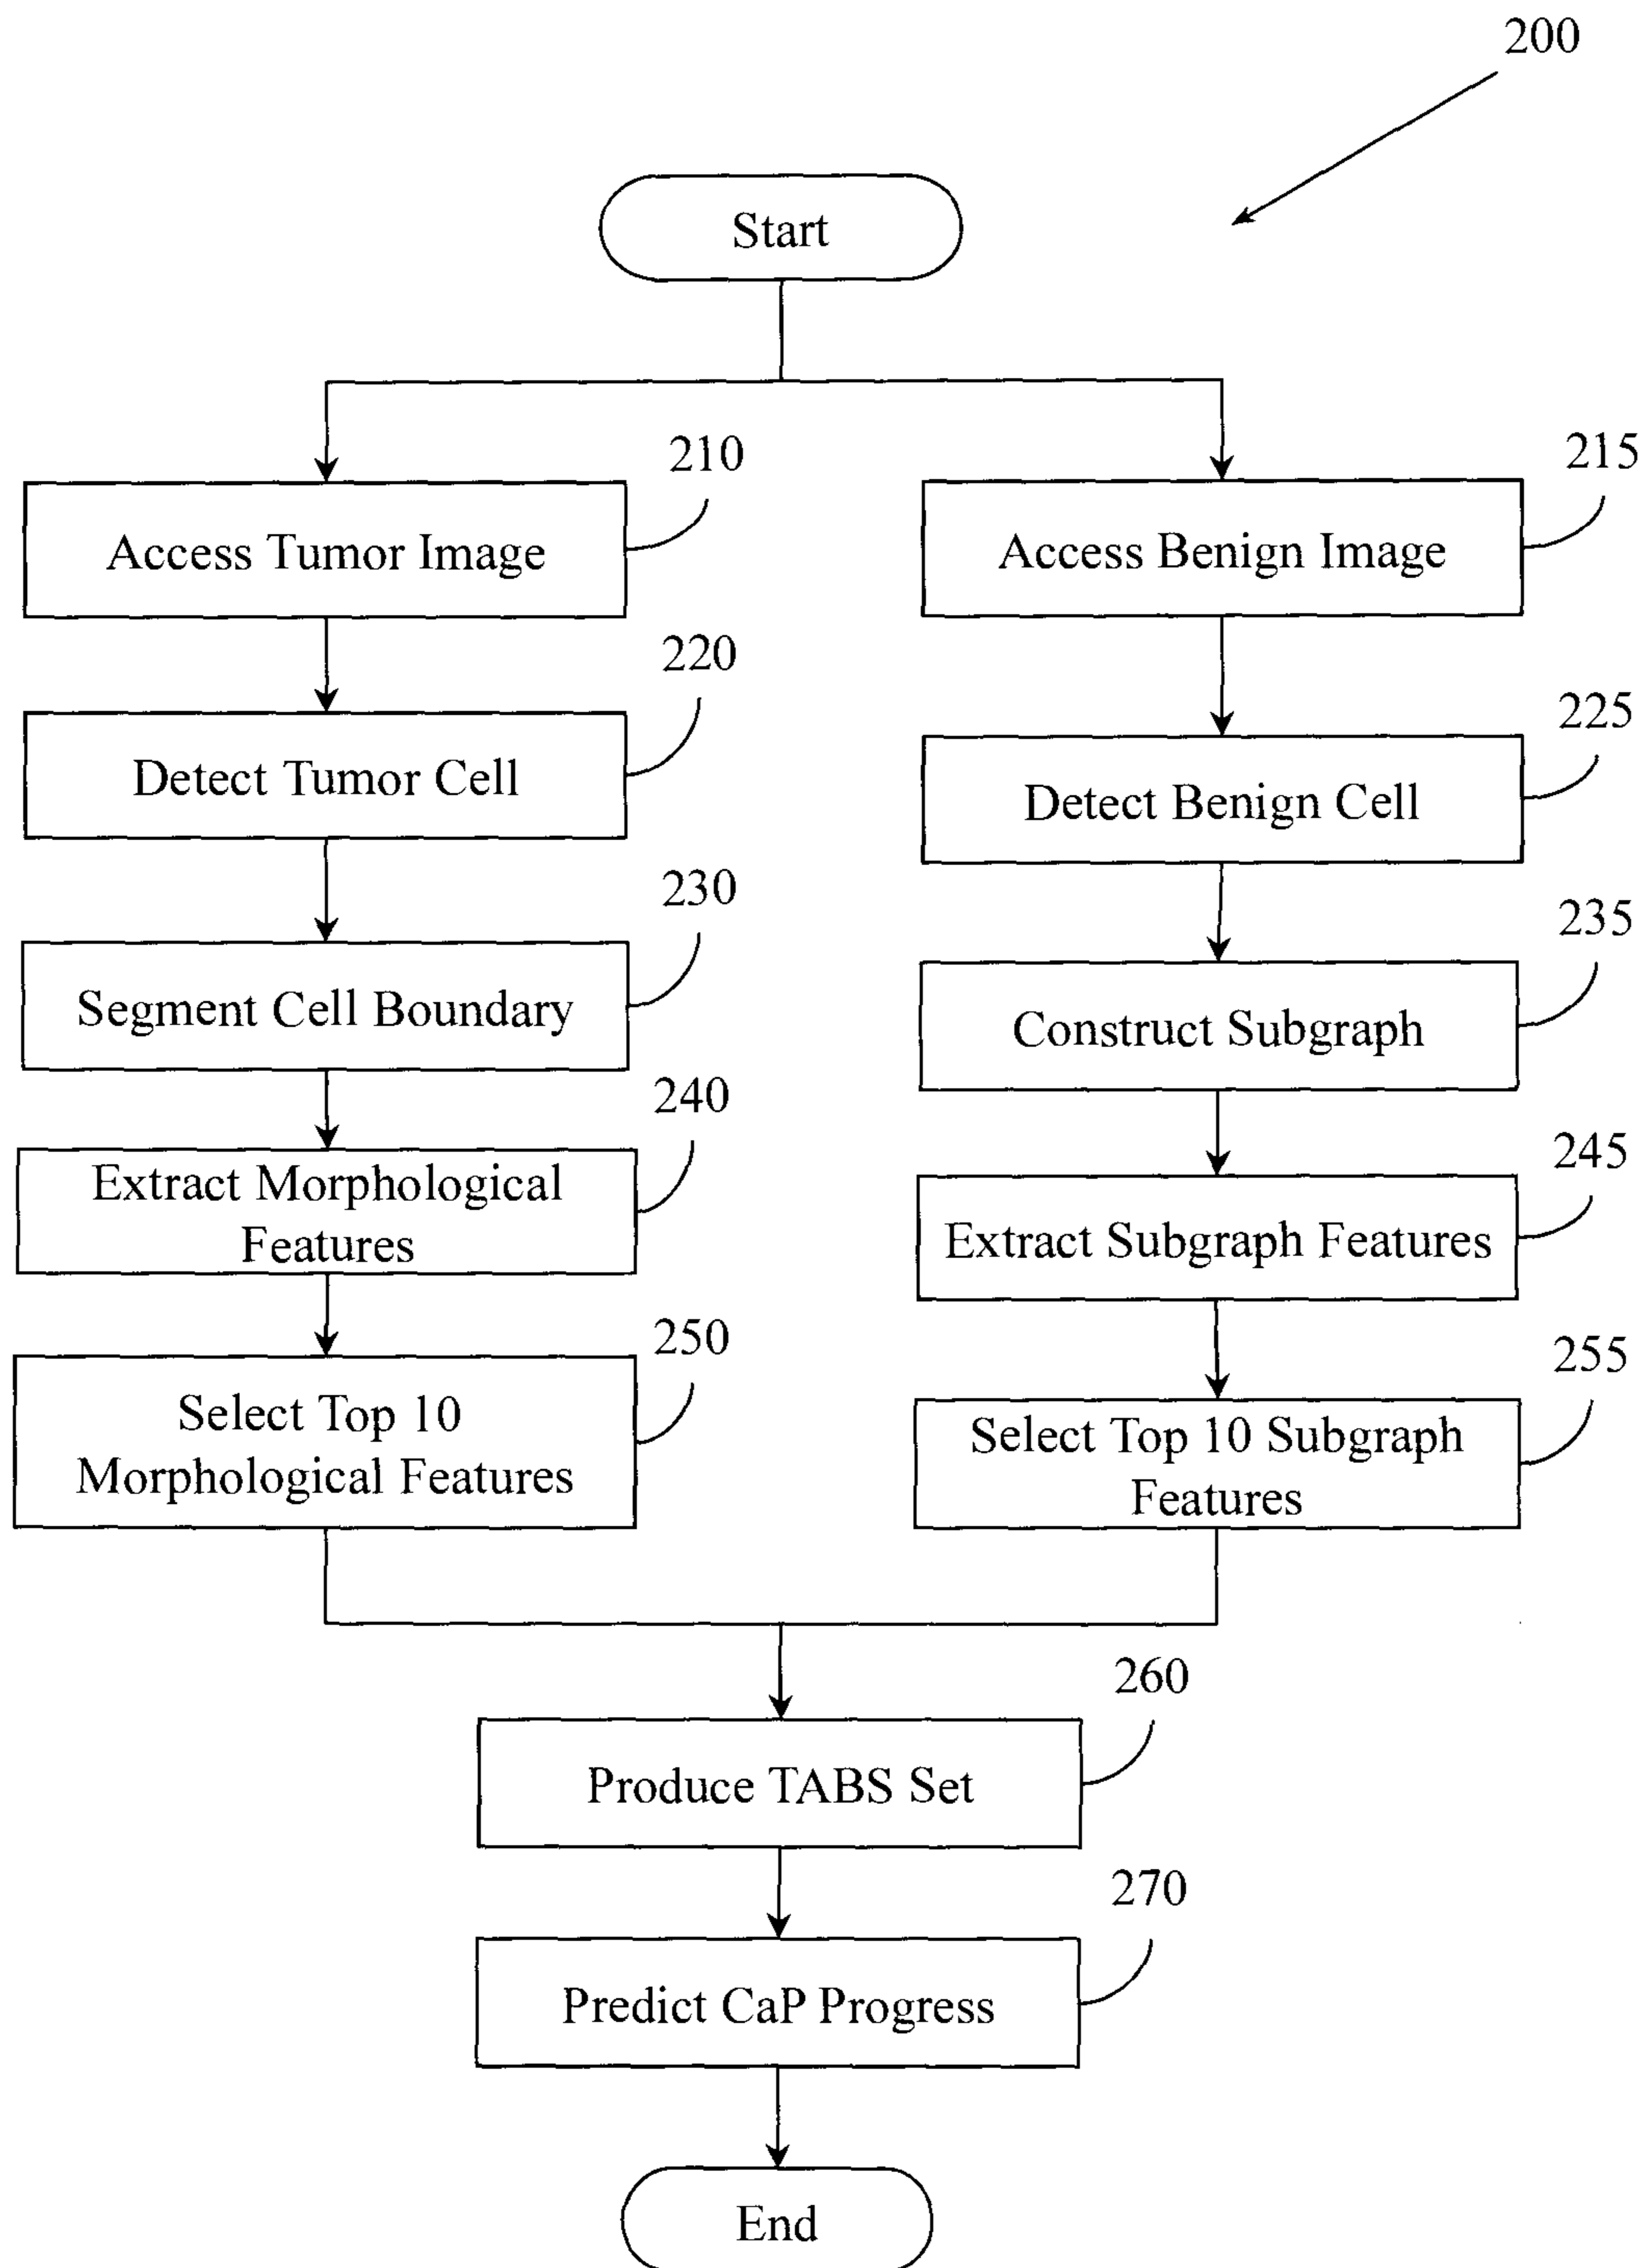 200
Start
210
Access Tumor Image
215
Access Benign Image
220
Detect Tumor Cell
225
Detect Benign Cell
230
Segment Cell Boundary
235
Construct Subgraph
240
Extract Morphological
Features
245
Extract Subgraph Features
250
Select Top 10
Morphological Features
255
Select Top 10 Subgraph
Features
260
Produce TABS Set
270
Predict CaP Progress
End